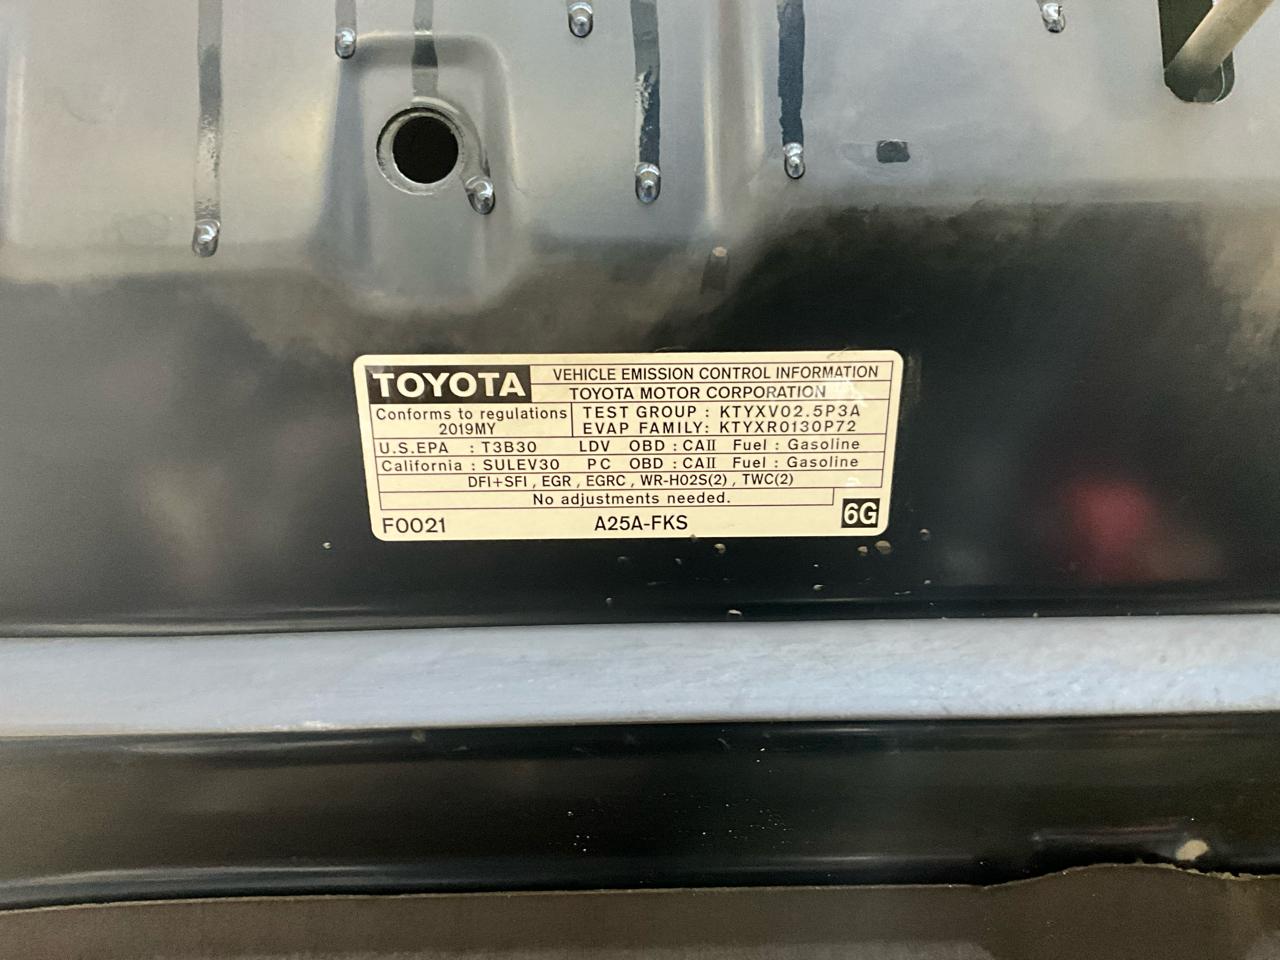 TOYOTA VEHICLE EMISSION CONTROL INFORMATION
TOYOTA MOTOR CORPORATION
Conforms to regulations
2019MY
TEST GROUP : KTYXV02.5P3A
EVAP FAMILY: KTYXR0130P72
U.S.EPA : T3B30 LDV OBD : CAII Fuel : Gasoline
California : SULEV30 PC OBD : CAII Fuel : Gasoline
DFI+SFI , EGR , EGRC , WR-HO2S(2) , TWC(2)
No adjustments needed.
F0021 A25A-FKS 6G